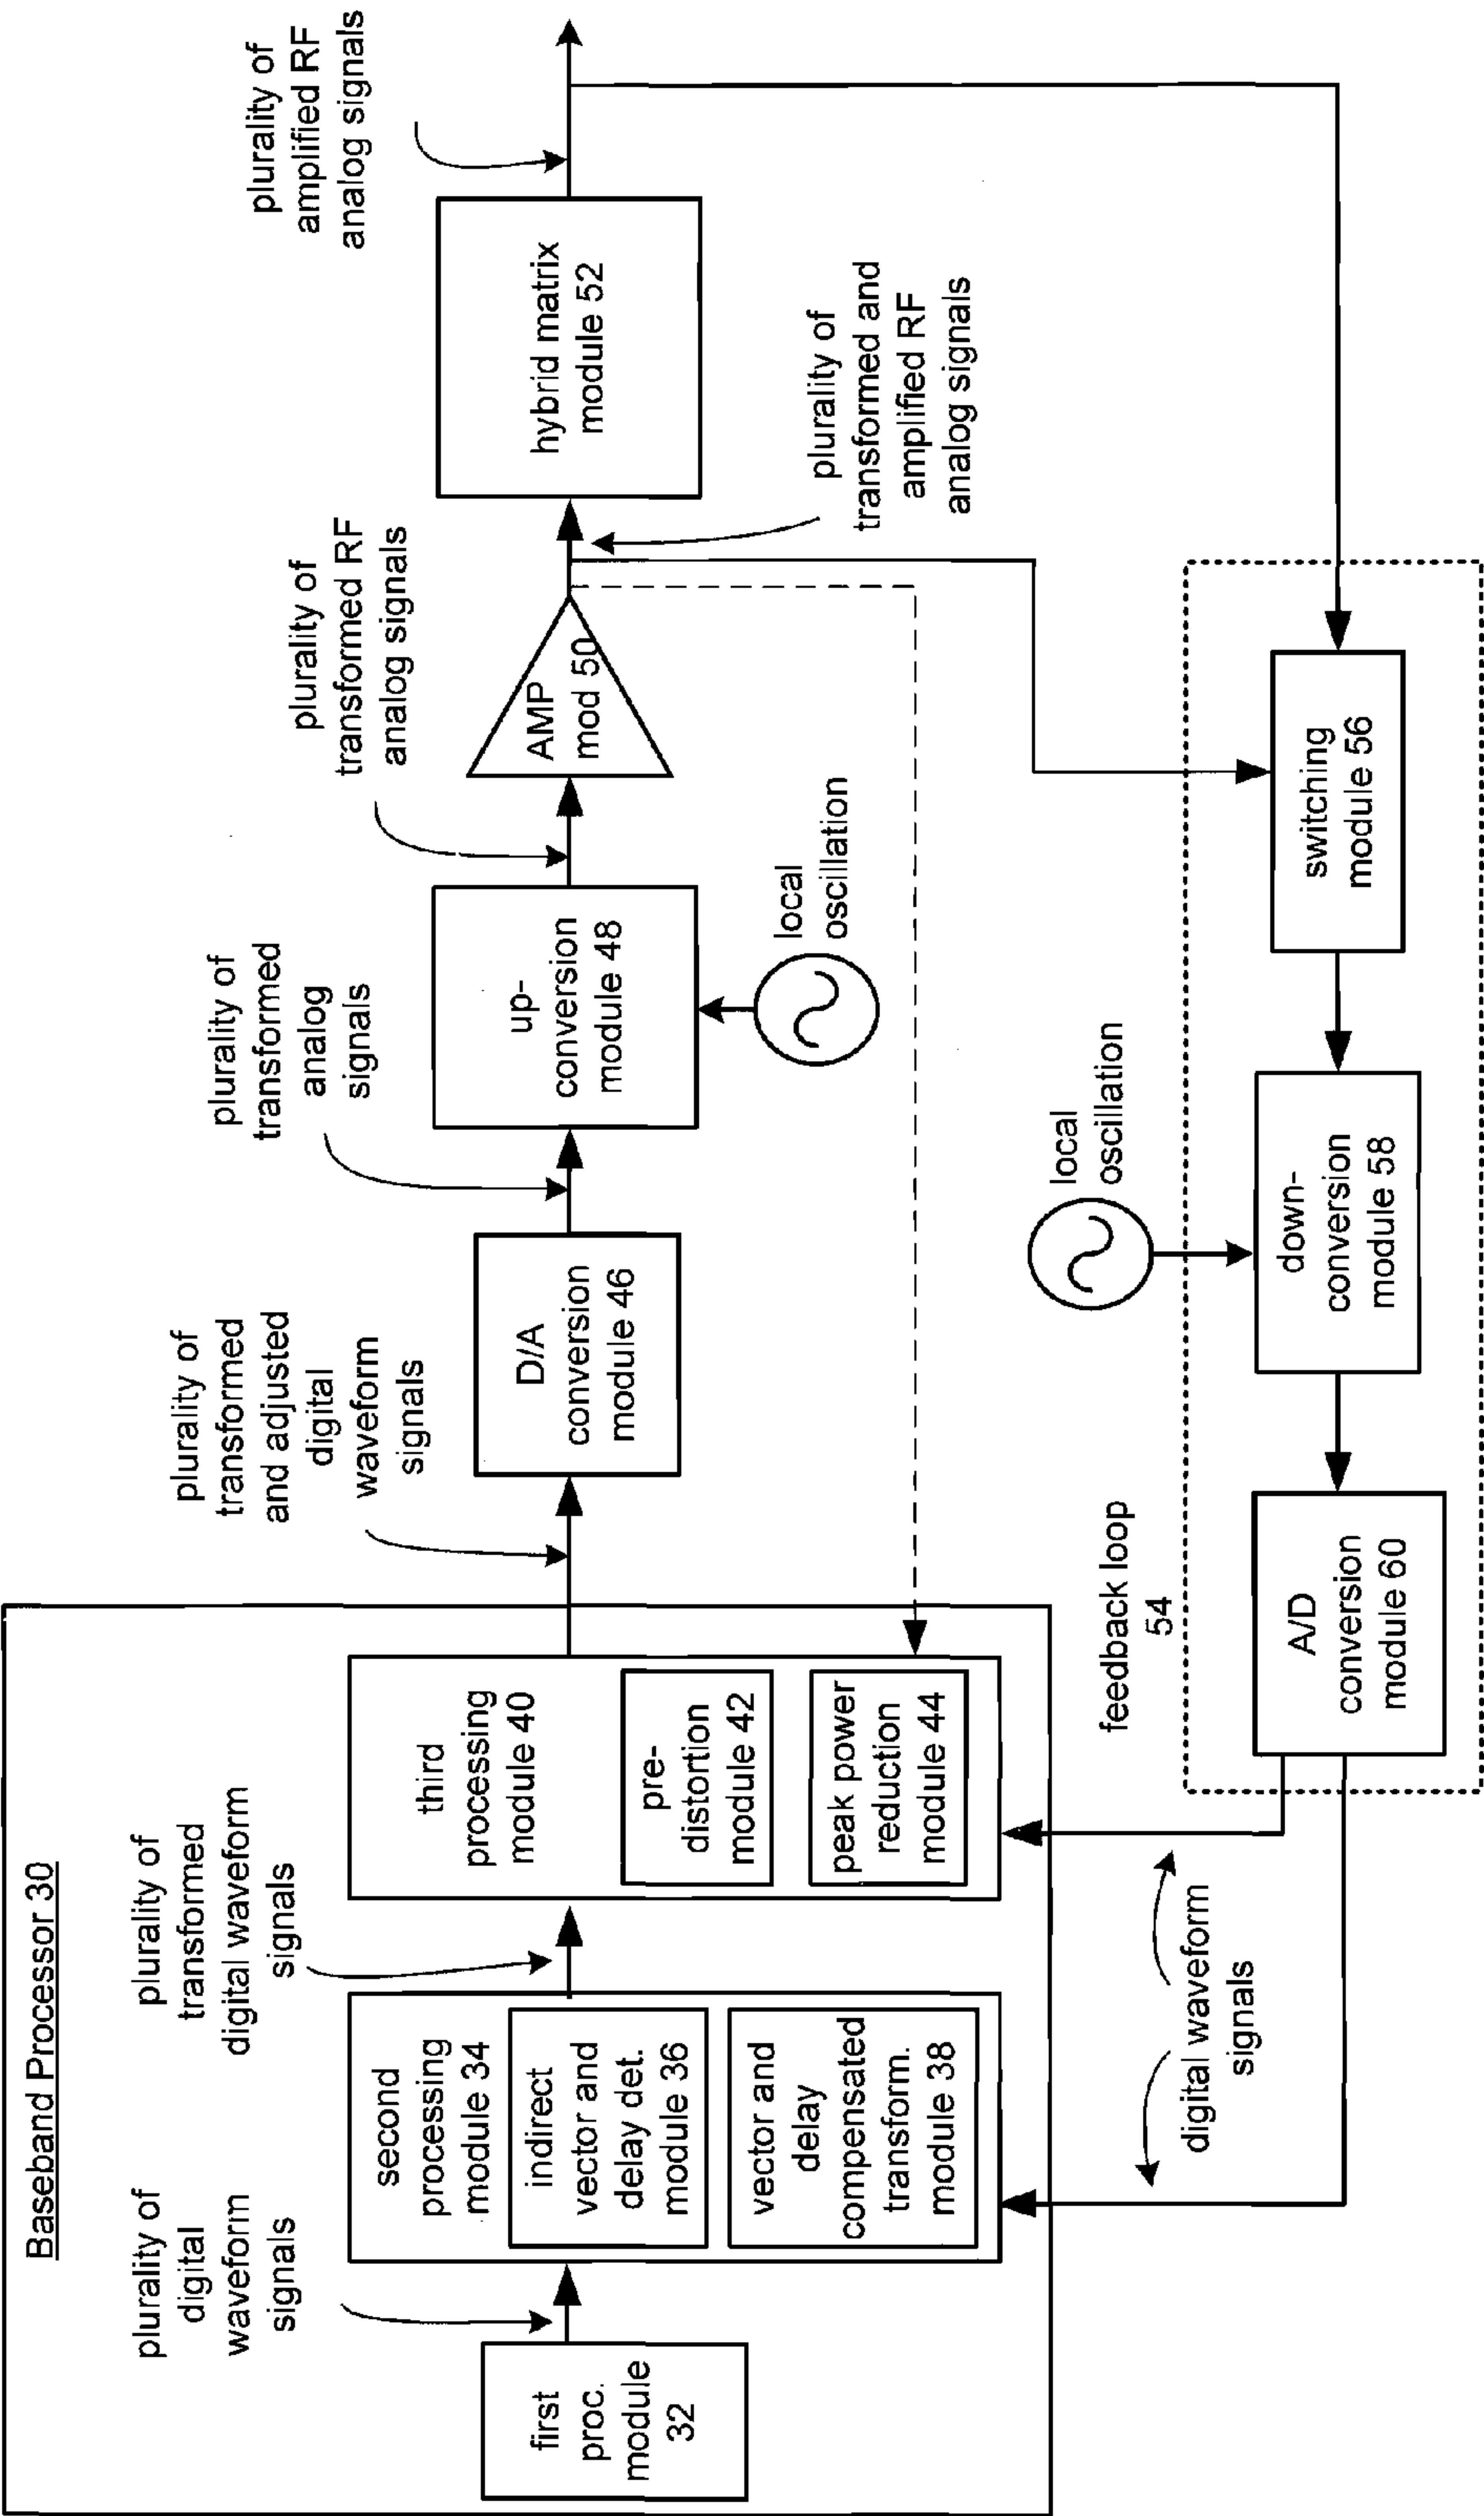 Baseband Processor 30
plurality of
digital
waveform
signals
first
proc.
module
32
second
processing
module 34
indirect
vector and
delay det.
module 36
vector and
delay
compensated
transform.
module 38
plurality of
transformed
digital waveform
signals
third
processing
module 40
pre-
distortion
module 42
peak power
reduction
module 44
plurality of
transformed
and adjusted
digital
waveform
signals
D/A
conversion
module 46
plurality of
transformed
analog
signals
up-
conversion
module 48
local
oscillation
plurality of
transformed RF
analog signals
AMP
mod 50
plurality of
transformed and
amplified RF
analog signals
hybrid matrix
module 52
plurality of
amplified RF
analog signals
digital waveform
signals
feedback loop
54
A/D
conversion
module 60
local
oscillation
down-
conversion
module 58
switching
module 56